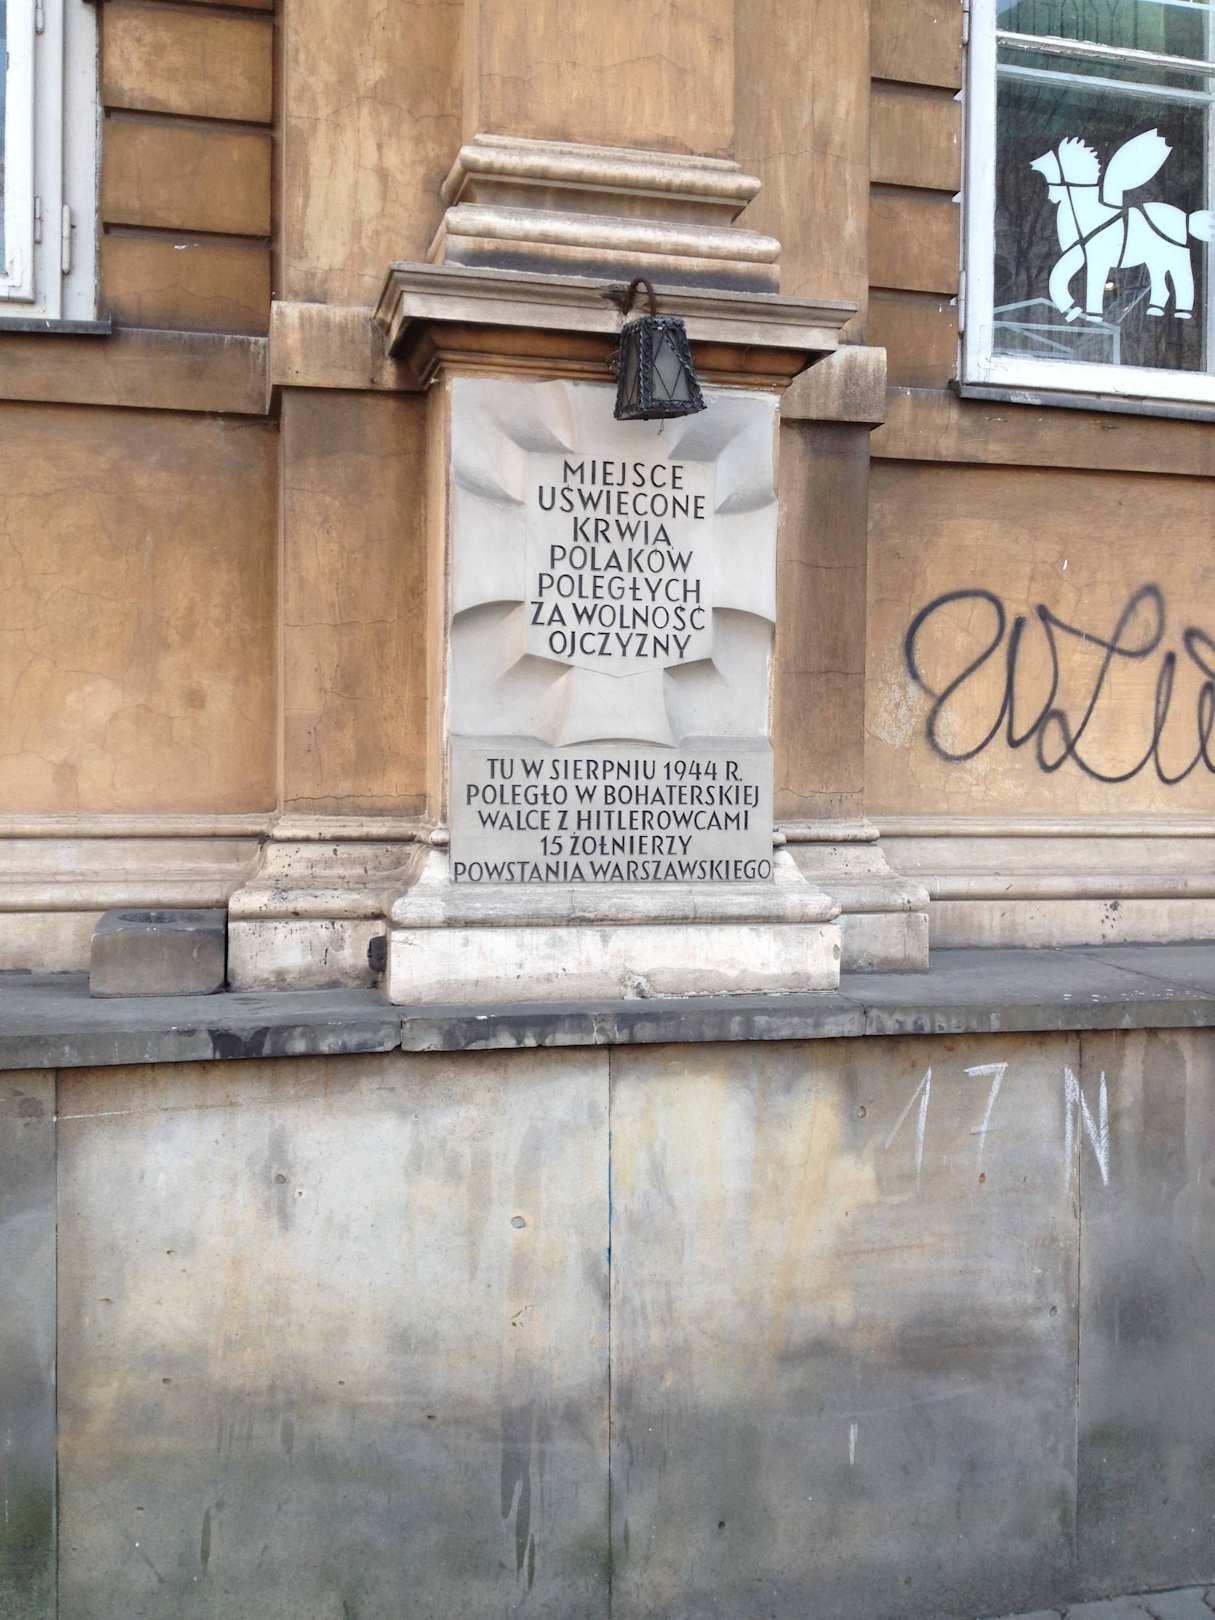 MIEJSCE
UŚWIĘCONE
KRWIĄ
POLAKÓW
POLEGŁYCH
ZA WOLNOŚĆ
OJCZYZNY
TU W SIERPNIU 1944 R.
POLEGŁO W BOHATERSKIEJ
WALCE Z HITLEROWCAMI
15 ŻOŁNIERZY
POWSTANIA WARSZAWSKIEGO
17 N